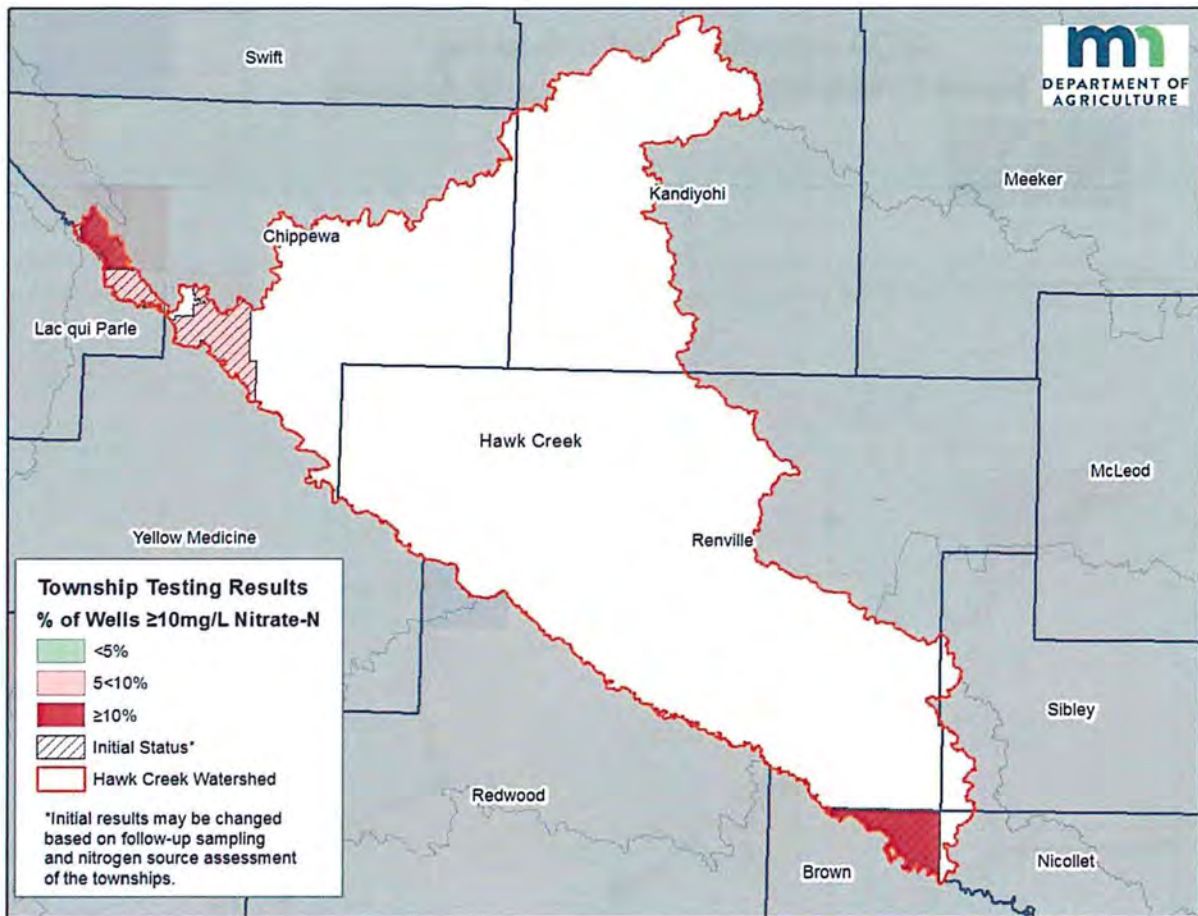 Swift
mn
DEPARTMENT OF
AGRICULTURE
Kandiyohi
Meeker
Chippewa
Lac qui Parle
Hawk Creek
McLeod
Yellow Medicine
Renville
Township Testing Results
% of Wells ≥10mg/L Nitrate-N
<5%
5<10%
≥10%
Initial Status*
Hawk Creek Watershed
*Initial results may be changed
based on follow-up sampling
and nitrogen source assessment
of the townships.
Sibley
Redwood
Brown
Nicollet